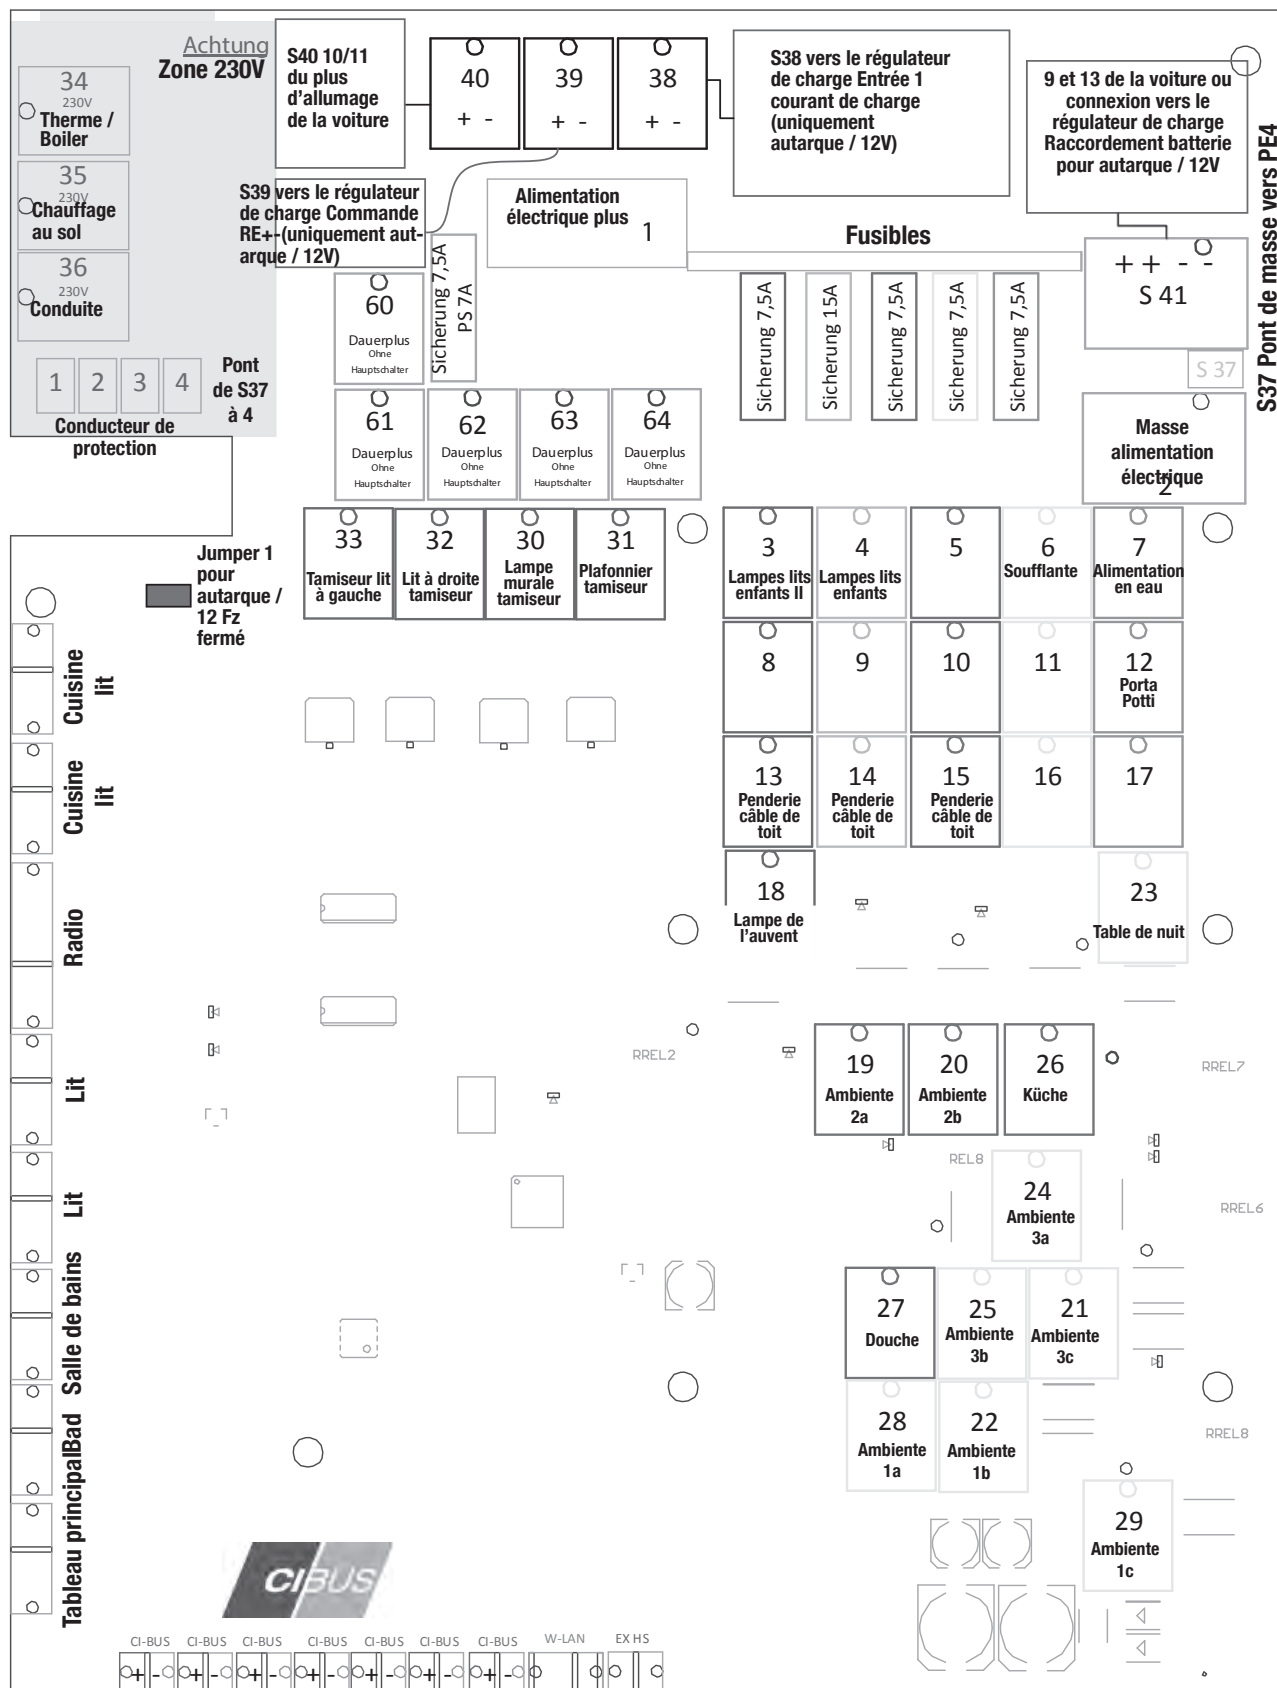 Achtung
Zone 230V
34
230V
Therme /
Boiler
35
230V
Chauffage
au sol
36
230V
Conduite
1 2 3 4
Pont
de S37
à 4
Conducteur de
protection
S40 10/11
du plus
d'allumage
de la voiture
40
+ -
39
+ -
38
+ -
S38 vers le régulateur
de charge Entrée 1
courant de charge
(uniquement
autarque / 12V)
9 et 13 de la voiture ou
connexion vers le
régulateur de charge
Raccordement batterie
pour autarque / 12V
S37 Pont de masse vers PE4
S39 vers le régulateur
de charge Commande
RE+-(uniquement aut-
arque / 12V)
Alimentation
électrique plus
1
Fusibles
+ + - -
S 41
S 37
60
Dauerplus
Ohne
Hauptschalter
Sicherung 7,5A
PS 7A
Sicherung 7,5A
Sicherung 15A
Sicherung 7,5A
Sicherung 7,5A
Sicherung 7,5A
61
Dauerplus
Ohne
Hauptschalter
62
Dauerplus
Ohne
Hauptschalter
63
Dauerplus
Ohne
Hauptschalter
64
Dauerplus
Ohne
Hauptschalter
Masse
alimentation
électrique
2
33
Tamiseur lit
à gauche
32
Lit à droite
tamiseur
30
Lampe
murale
tamiseur
31
Plafonnier
tamiseur
3
Lampes lits
enfants II
4
Lampes lits
enfants
5
6
Soufflante
7
Alimentation
en eau
Jumper 1
pour
autarque /
12 Fz
fermé
8
9
10
11
12
Porta
Potti
13
Penderie
câble de
toit
14
Penderie
câble de
toit
15
Penderie
câble de
toit
16
17
18
Lampe de
l'auvent
23
Table de nuit
Cuisine
lit
Cuisine
lit
Radio
Lit
Lit
Salle de bains
Bad
Tableau principal
RREL2
19
Ambiente
2a
20
Ambiente
2b
26
Küche
RREL7
REL8
24
Ambiente
3a
RREL6
27
Douche
25
Ambiente
3b
21
Ambiente
3c
28
Ambiente
1a
22
Ambiente
1b
RREL8
29
Ambiente
1c
CIBUS
CI-BUS CI-BUS CI-BUS CI-BUS CI-BUS CI-BUS CI-BUS W-LAN EX HS
+ - + - + - + - + - + - + -